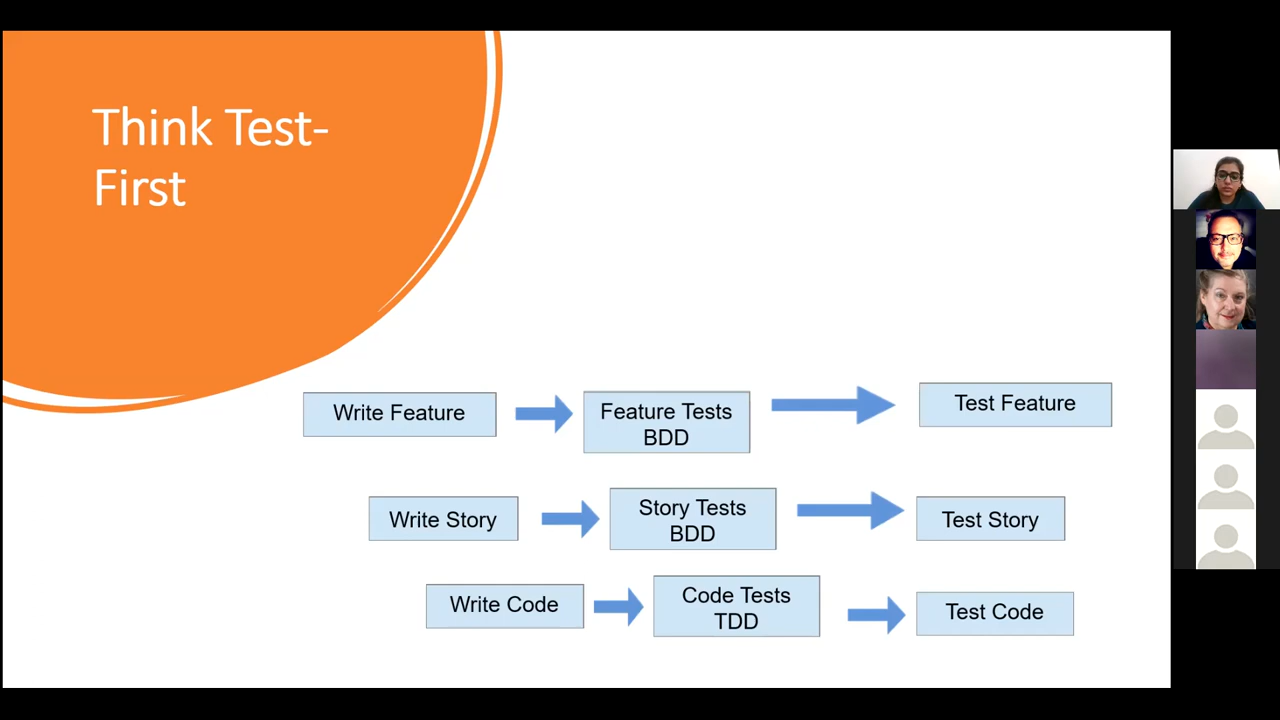 Think Test-
First
Write Feature
Feature Tests
BDD
Test Feature
Write Story
Story Tests
BDD
Test Story
Write Code
Code Tests
TDD
Test Code